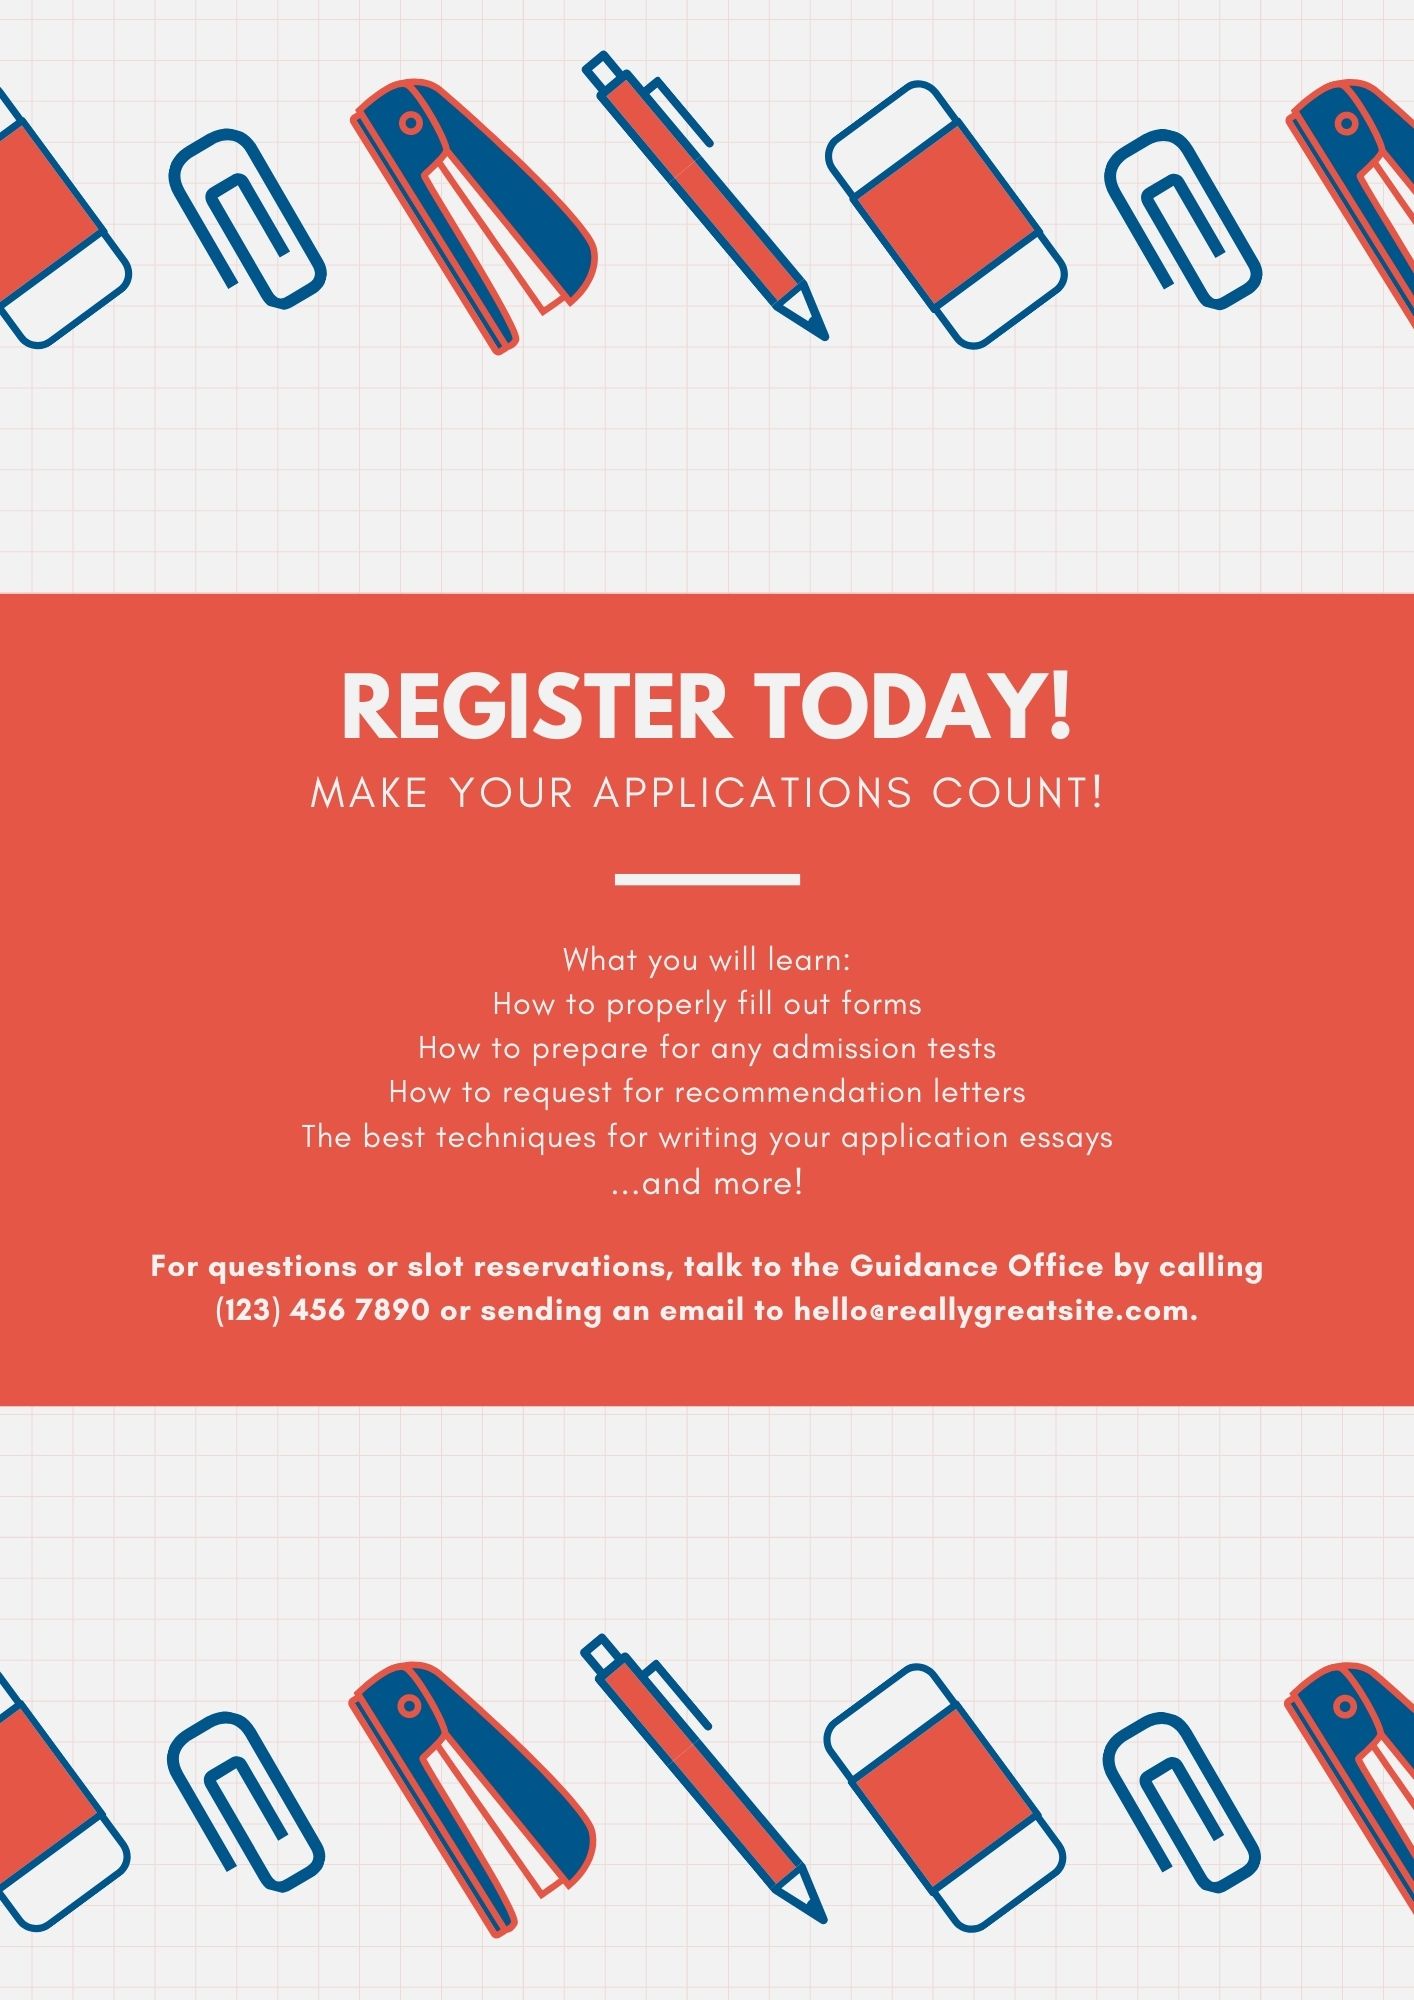 REGISTER TODAY!
MAKE YOUR APPLICATIONS COUNT!
What you will learn:
How to properly fill out forms
How to prepare for any admission tests
How to request for recommendation letters
The best techniques for writing your application essays
...and more!
For questions or slot reservations, talk to the Guidance Office by calling
(123) 456 7890 or sending an email to hello@reallygreatsite.com.